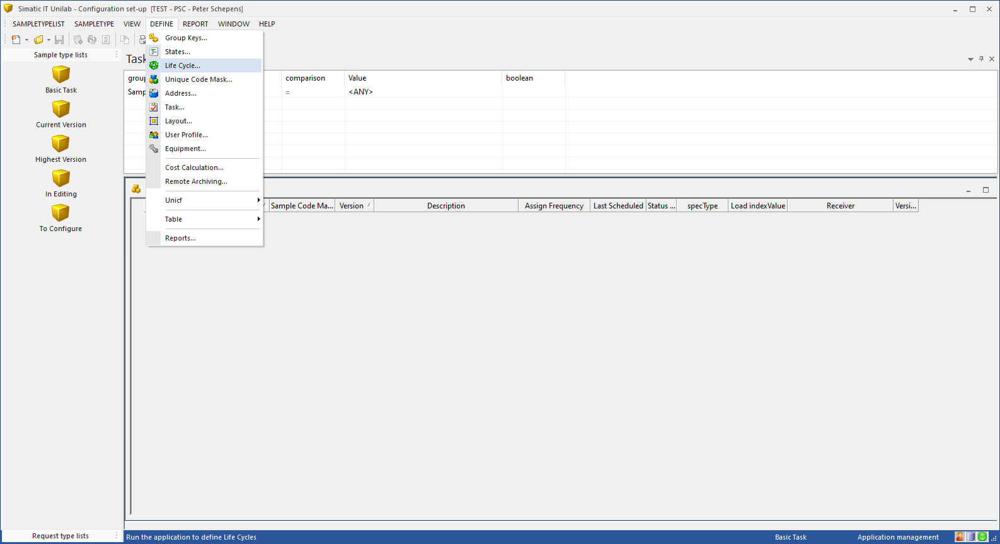 Simatic IT Unilab - Configuration set-up [TEST - PSC - Peter Schepens]
SAMPLETYPELIST SAMPLETYPE VIEW DEFINE REPORT WINDOW HELP
Sample type lists
Basic Task
Current Version
Highest Version
In Editing
To Configure
Request type lists
Group Keys...
States...
Life Cycle...
Unique Code Mask...
Address...
Task...
Layout...
User Profile...
Equipment...
Cost Calculation...
Remote Archiving...
Unicf
Table
Reports...
Task
group comparison Value boolean
Samp = <ANY>
Sample Code Ma... Version Description Assign Frequency Last Scheduled Status ... specType Load indexValue Receiver Versi...
Run the application to define Life Cycles Basic Task Application management